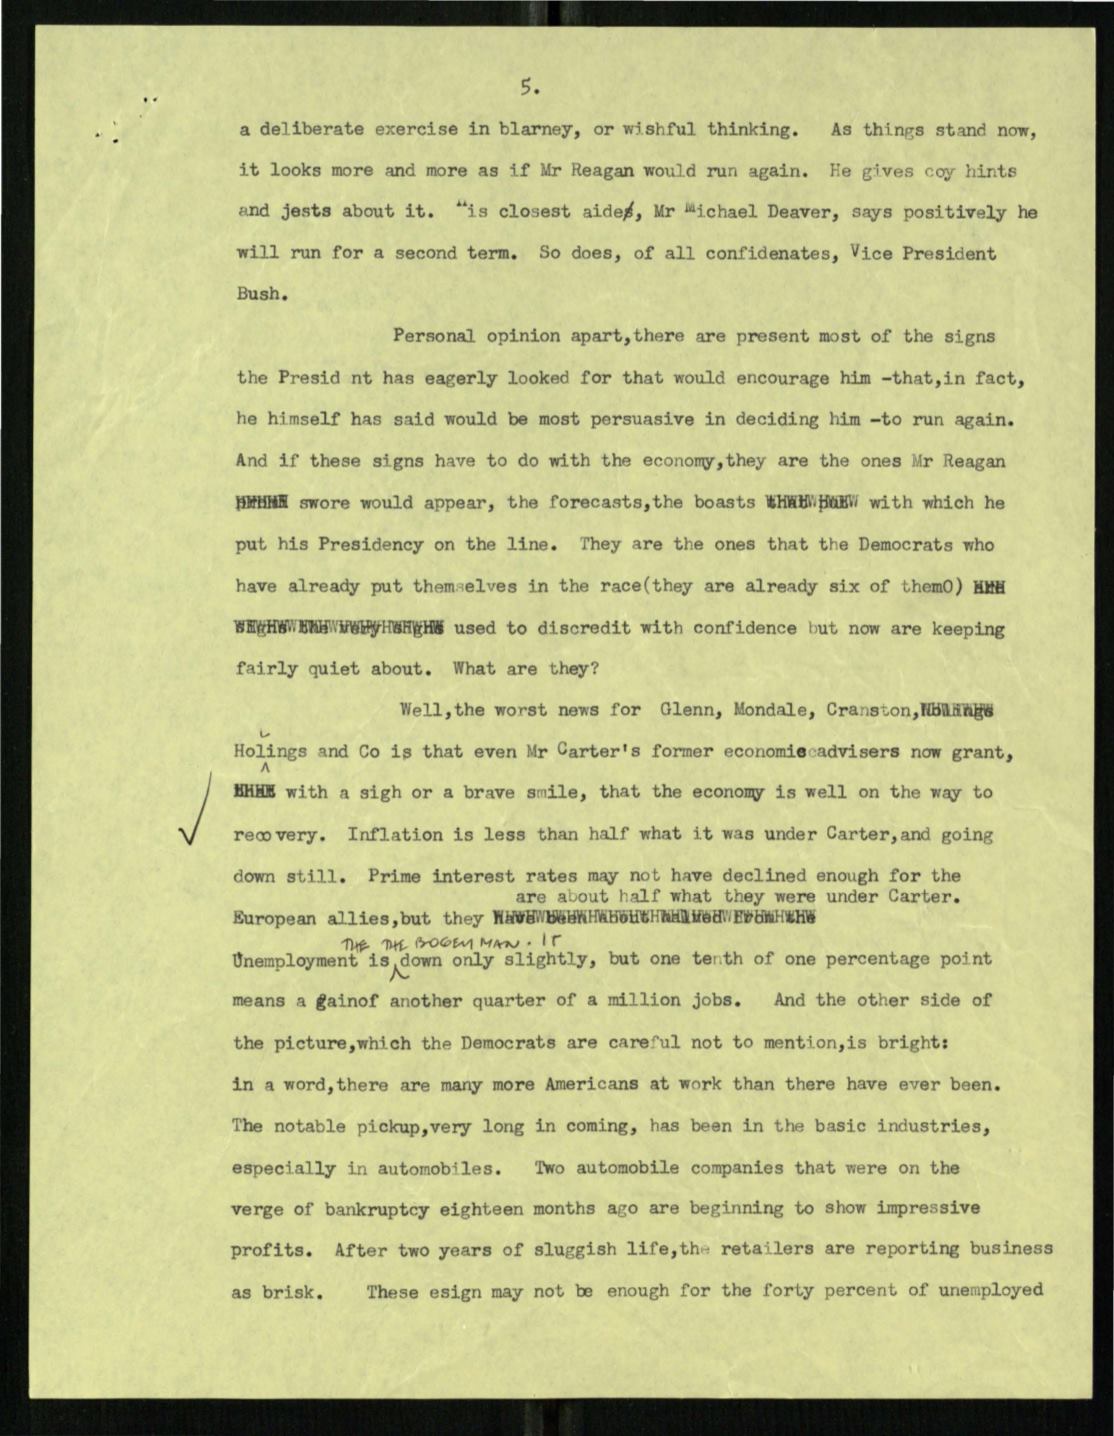 5.
a deliberate exercise in blarney, or wishful thinking. As things stand now,
it looks more and more as if Mr Reagan would run again. He gives coy hints
and jests about it. His closest aide, Mr Michael Deaver, says positively he
will run for a second term. So does, of all confidenates, Vice President
Bush.
Personal opinion apart,there are present most of the signs
the Presid nt has eagerly looked for that would encourage him -that,in fact,
he himself has said would be most persuasive in deciding him -to run again.
And if these signs have to do with the economy,they are the ones Mr Reagan
swore would appear, the forecasts,the boasts with which he
put his Presidency on the line. They are the ones that the Democrats who
have already put themselves in the race(they are already six of them0)
used to discredit with confidence but now are keeping
fairly quiet about. What are they?
Well,the worst news for Glenn, Mondale, Cranston,
L
Holings and Co is that even Mr Carter's former economic advisers now grant,
with a sigh or a brave smile, that the economy is well on the way to
recovery. Inflation is less than half what it was under Carter,and going
down still. Prime interest rates may not have declined enough for the
are about half what they were under Carter.
European allies,but they
THE THE BOGEY MAN. IT
Unemployment is down only slightly, but one tenth of one percentage point
means a gainof another quarter of a million jobs. And the other side of
the picture,which the Democrats are careful not to mention,is bright:
in a word,there are many more Americans at work than there have ever been.
The notable pickup,very long in coming, has been in the basic industries,
especially in automobiles. Two automobile companies that were on the
verge of bankruptcy eighteen months ago are beginning to show impressive
profits. After two years of sluggish life,the retailers are reporting business
as brisk. These esign may not be enough for the forty percent of unemployed